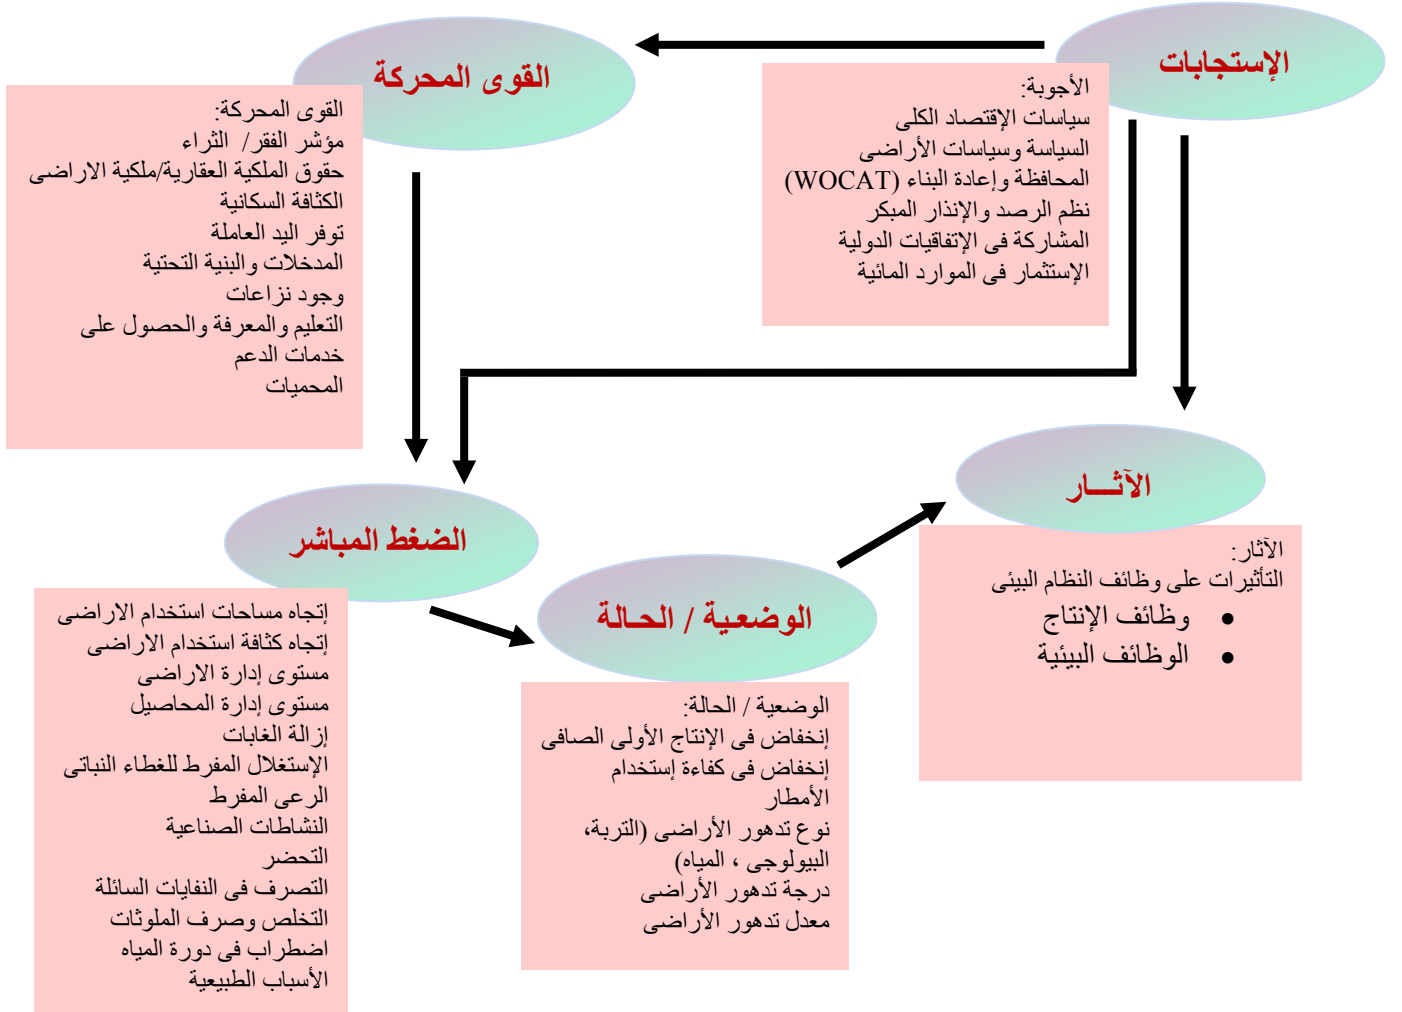 الإستجابات
الأجوبة:
سياسات الإقتصاد الكلى
السياسة وسياسات الأراضى
المحافظة وإعادة البناء (WOCAT)
نظم الرصد والإنذار المبكر
المشاركة فى الإتفاقيات الدولية
الإستثمار فى الموارد المائية
القوى المحركة
القوى المحركة:
مؤشر الفقر/ الثراء
حقوق الملكية العقارية/ملكية الاراضى
الكثافة السكانية
توفر اليد العاملة
المدخلات والبنية التحتية
وجود نزاعات
التعليم والمعرفة والحصول على
خدمات الدعم
المحميات
الآثـــار
الآثار:
التأثيرات على وظائف النظام البيئى
• وظائف الإنتاج
• الوظائف البيئية
الوضعـية / الحـالة
الوضعية / الحالة:
إنخفاض فى الإنتاج الأولى الصافى
إنخفاض فى كفاءة إستخدام
الأمطار
نوع تدهور الأراضى (التربة،
البيولوجى ، المياه)
درجة تدهور الأراضى
معدل تدهور الأراضى
الضغط المباشر
إتجاه مساحات استخدام الاراضى
إتجاه كثافة استخدام الاراضى
مستوى إدارة الاراضى
مستوى إدارة المحاصيل
إزالة الغابات
الإستغلال المفرط للغطاء النباتى
الرعى المفرط
النشاطات الصناعية
التحضر
التصرف فى النفايات السائلة
التخلص وصرف الملوثات
اضطراب فى دورة المياه
الأسباب الطبيعية